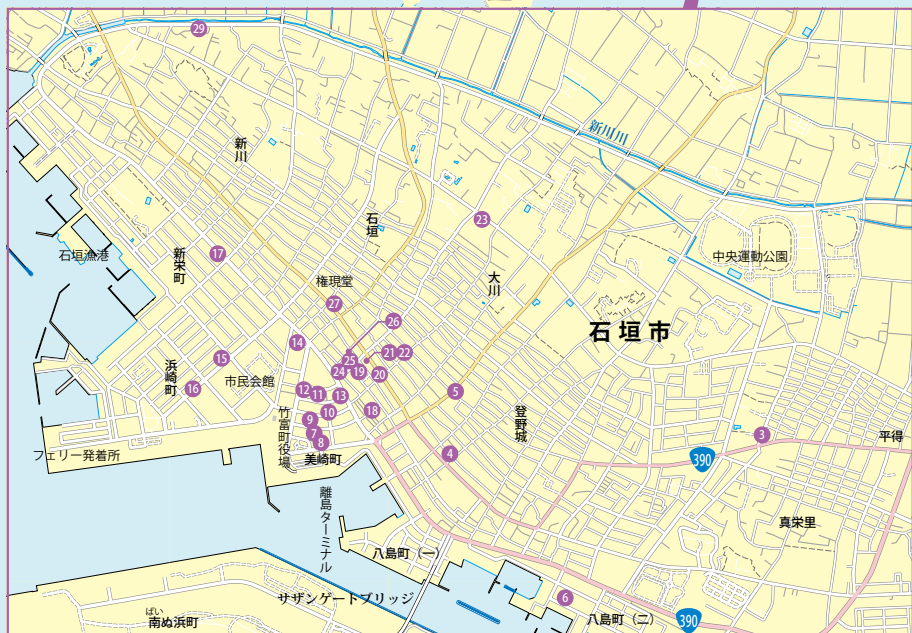 29
新川川
新川
石垣
23
石垣漁港
新栄町
17
大川
中央運動公園
権現堂
27
26
石垣市
14
25
21
22
15
24
19
20
浜崎町
16
市民会館
12
11
13
5
竹富町役場
9
10
18
登野城
7
8
3
平得
フェリー発着所
美崎町
4
390
離島ターミナル
真栄里
八島町（一）
サザンゲートブリッジ
6
ぱい
南ぬ浜町
八島町（二）
390